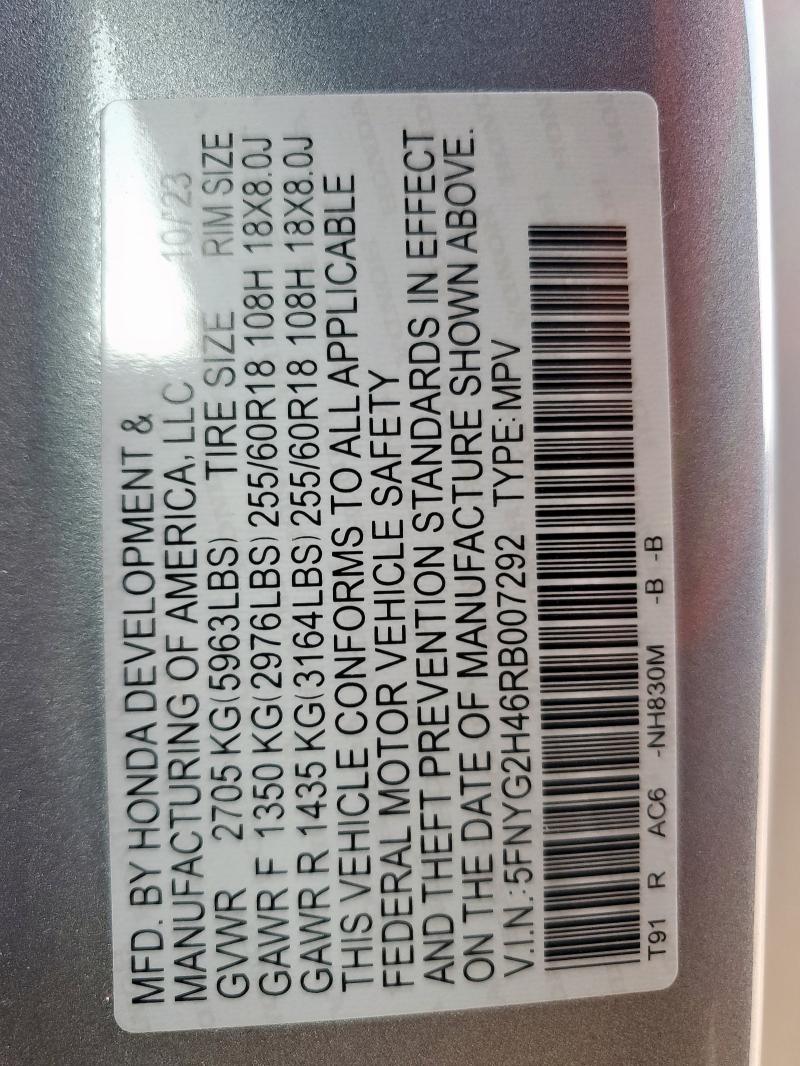 MFD. BY HONDA DEVELOPMENT &
MANUFACTURING OF AMERICA, LLC 10/'23
GVWR 2705 KG(5963LBS) TIRE SIZE RIM SIZE
GAWR F 1350 KG(2976LBS) 255/60R18 108H 18X8.0J
GAWR R 1435 KG(3164LBS) 255/60R18 108H 18X8.0J
THIS VEHICLE CONFORMS TO ALL APPLICABLE
FEDERAL MOTOR VEHICLE SAFETY
AND THEFT PREVENTION STANDARDS IN EFFECT
ON THE DATE OF MANUFACTURE SHOWN ABOVE.
V.I.N.:5FNYG2H46RB007292 TYPE: MPV
T91 R AC6 -NH830M -B -B